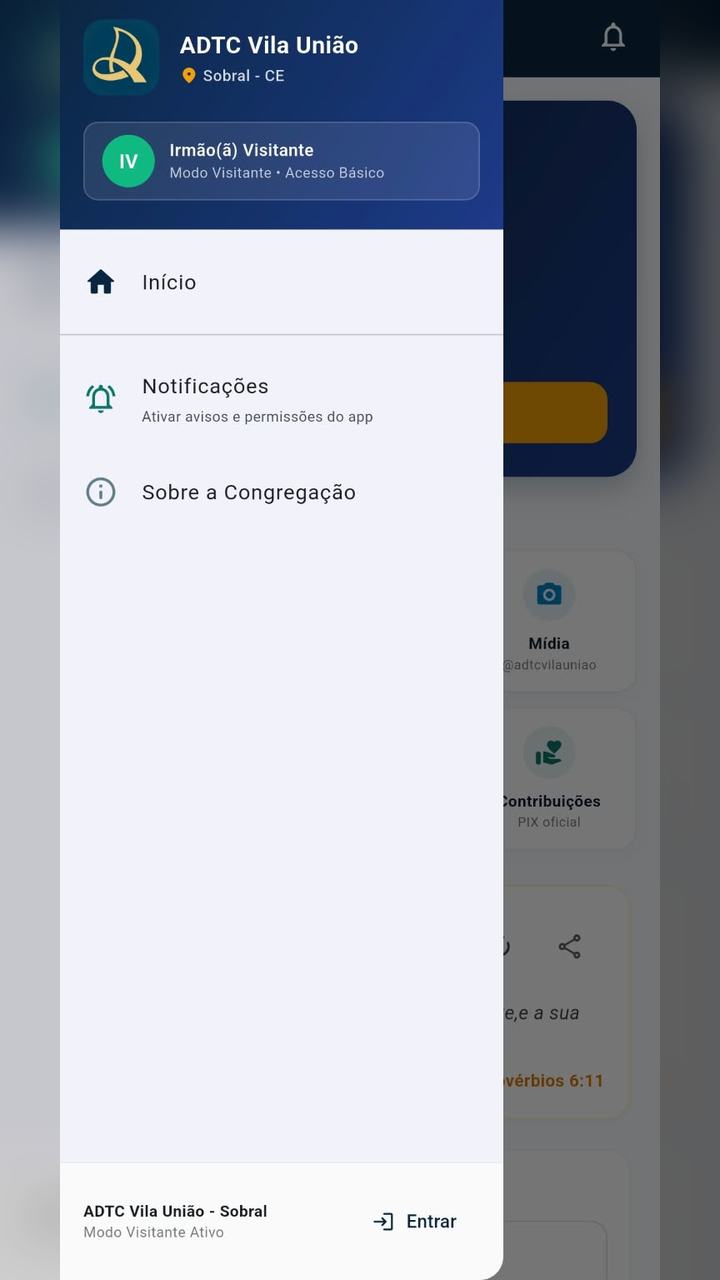 ADTC Vila União
Sobral - CE
IV
Irmão(ã) Visitante
Modo Visitante • Acesso Básico
Início
Notificações
Ativar avisos e permissões do app
Sobre a Congregação
Mídia
@adtcvilauniao
Contribuições
PIX oficial
e,e a sua
vérbios 6:11
ADTC Vila União - Sobral
Modo Visitante Ativo
Entrar